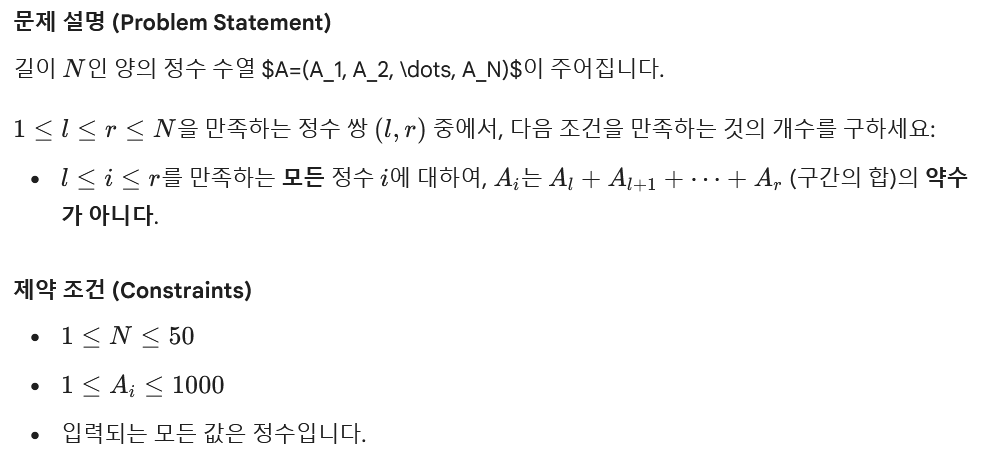 문제 설명 (Problem Statement)
길이 N인 양의 정수 수열 $A=(A_1, A_2, \dots, A_N)$이 주어집니다.
1 ≤ l ≤ r ≤ N을 만족하는 정수 쌍 (l, r) 중에서, 다음 조건을 만족하는 것의 개수를 구하세요:
• l ≤ i ≤ r를 만족하는 모든 정수 i에 대하여, A_i는 A_l + A_{l+1} + ⋯ + A_r (구간의 합)의 약수
가 아니다.
제약 조건 (Constraints)
• 1 ≤ N ≤ 50
• 1 ≤ A_i ≤ 1000
• 입력되는 모든 값은 정수입니다.